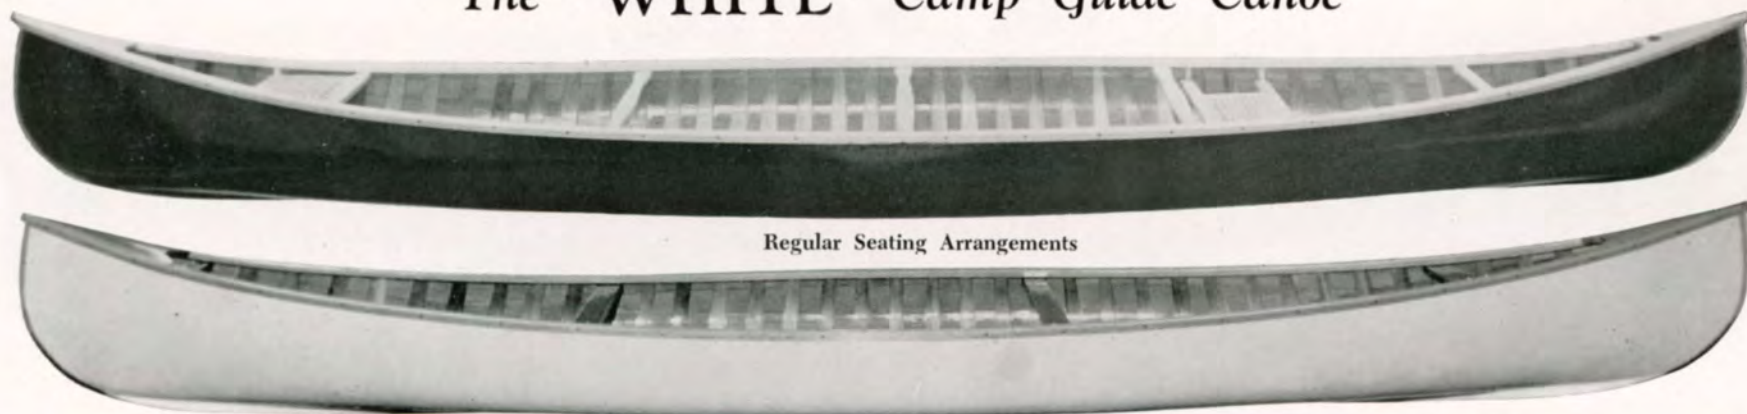 The "WHITE" Camp Guide Canoe
Regular Seating Arrangements